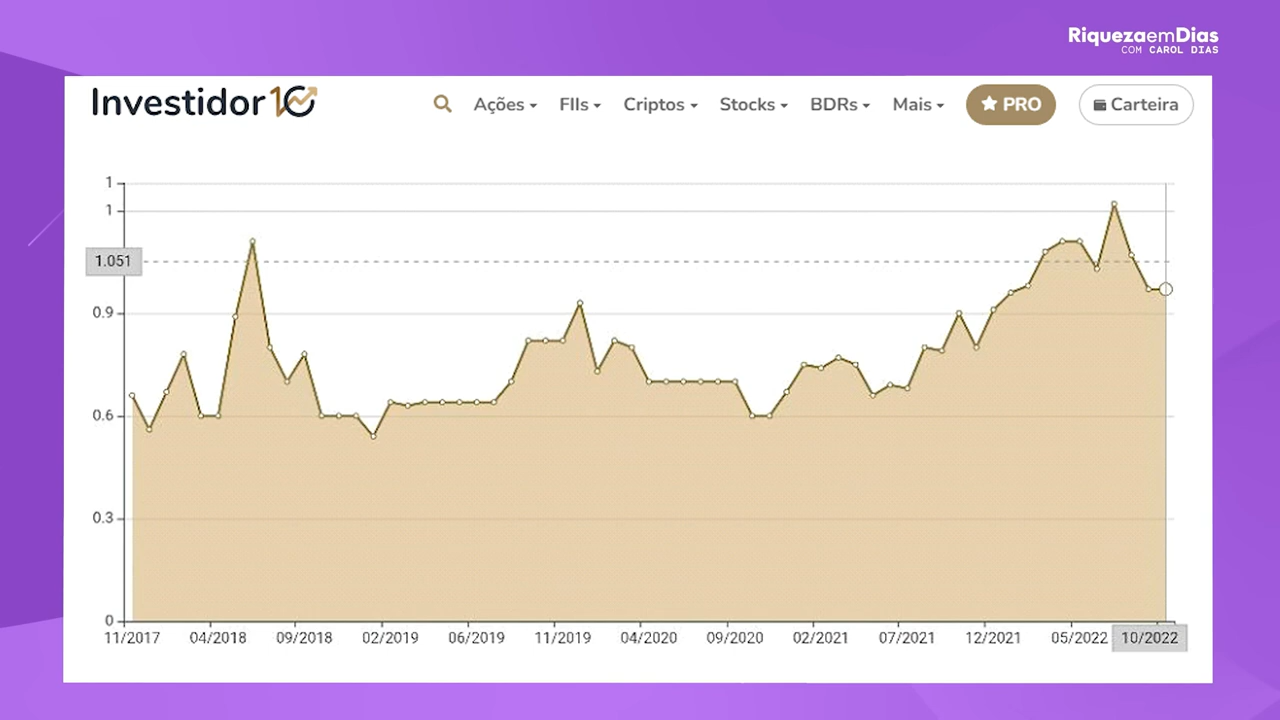 RiquezaemDias
COM CAROL DIAS
Investidor 10
Ações
FIIs
Criptos
Stocks
BDRs
Mais
PRO
Carteira
1
1
1.051
0.9
0.6
0.3
0
11/2017 04/2018 09/2018 02/2019 06/2019 11/2019 04/2020 09/2020 02/2021 07/2021 12/2021 05/2022 10/2022